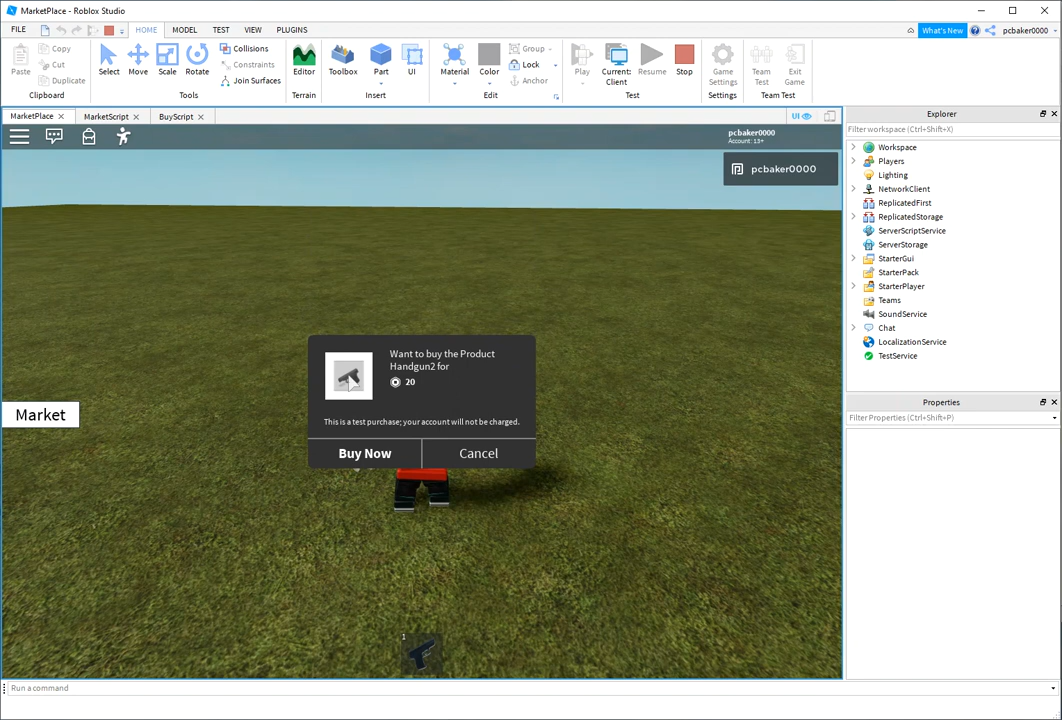 MarketPlace - Roblox Studio
FILE HOME MODEL TEST VIEW PLUGINS What's New pcbaker0000
Paste Copy Cut Duplicate
Select Move Scale Rotate
Collisions Constraints Join Surfaces
Editor Toolbox Part UI
Material Color Group Lock Anchor
Play Current: Client Resume Stop
Game Settings Team Test Exit Game
Clipboard Tools Terrain Insert Edit Test Settings Team Test
MarketPlace MarketScript BuyScript UI
pcbaker0000
Account: 13+
pcbaker0000
Want to buy the Product
Handgun2 for
20
This is a test purchase; your account will not be charged.
Buy Now Cancel
Market
1
Explorer
Filter workspace (Ctrl+Shift+X)
Workspace
Players
Lighting
NetworkClient
ReplicatedFirst
ReplicatedStorage
ServerScriptService
ServerStorage
StarterGui
StarterPack
StarterPlayer
Teams
SoundService
Chat
LocalizationService
TestService
Properties
Filter Properties (Ctrl+Shift+P)
Run a command